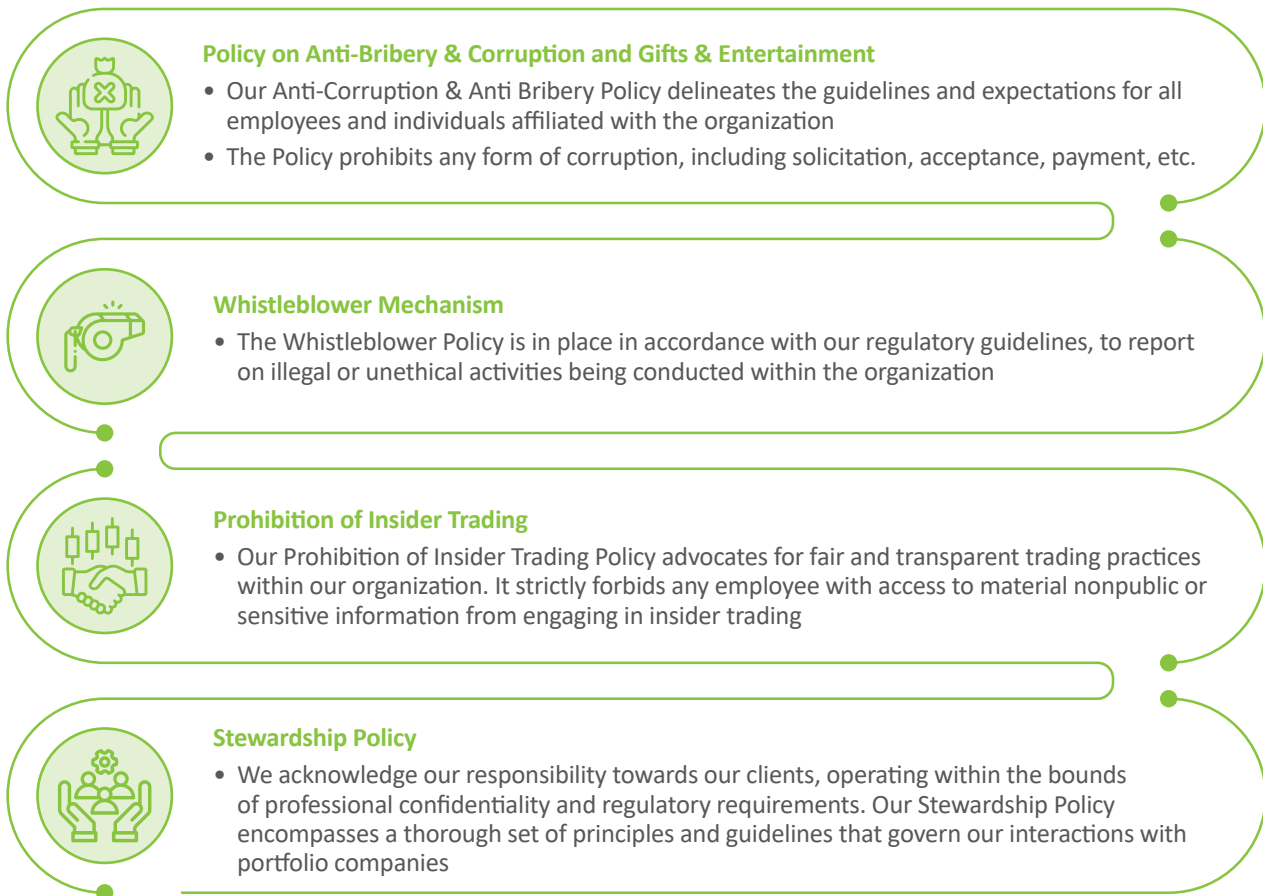 Policy on Anti-Bribery & Corruption and Gifts & Entertainment
• Our Anti-Corruption & Anti Bribery Policy delineates the guidelines and expectations for all
employees and individuals affiliated with the organization
• The Policy prohibits any form of corruption, including solicitation, acceptance, payment, etc.
Whistleblower Mechanism
• The Whistleblower Policy is in place in accordance with our regulatory guidelines, to report
on illegal or unethical activities being conducted within the organization
Prohibition of Insider Trading
• Our Prohibition of Insider Trading Policy advocates for fair and transparent trading practices
within our organization. It strictly forbids any employee with access to material nonpublic or
sensitive information from engaging in insider trading
Stewardship Policy
• We acknowledge our responsibility towards our clients, operating within the bounds
of professional confidentiality and regulatory requirements. Our Stewardship Policy
encompasses a thorough set of principles and guidelines that govern our interactions with
portfolio companies